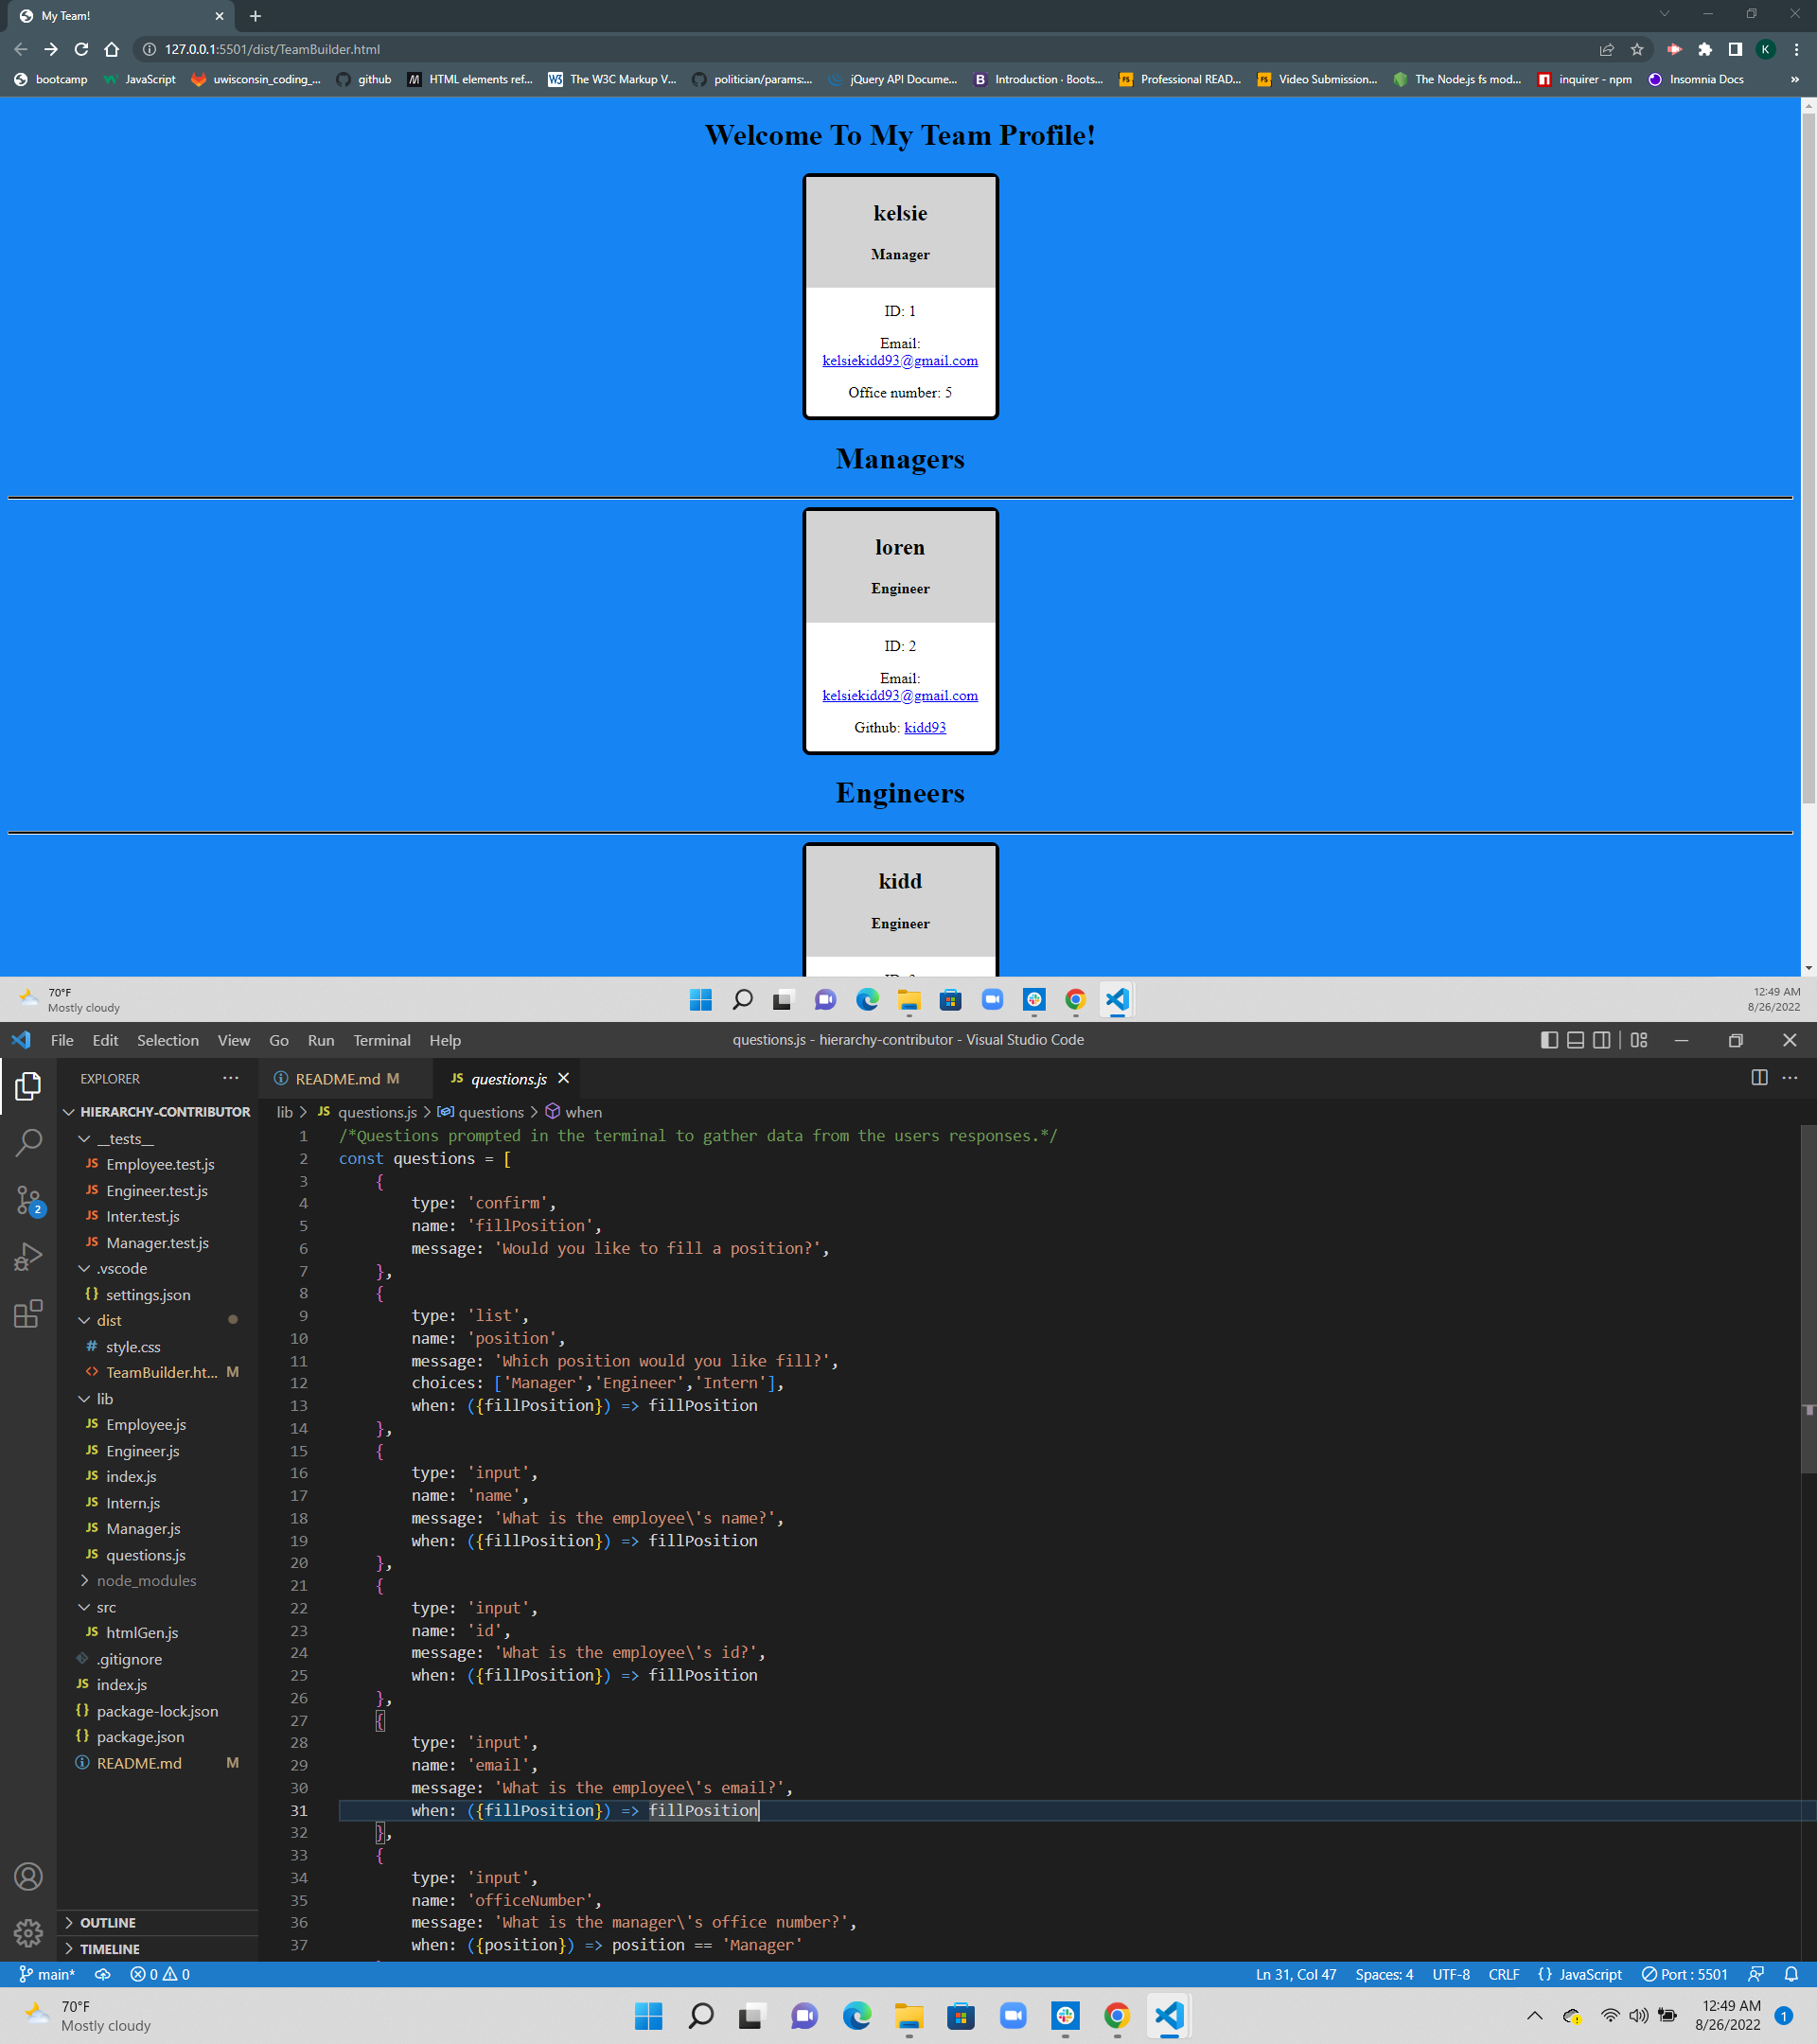 My Team!
127.0.0.1:5501/dist/TeamBuilder.html
K
bootcamp JavaScript uwisconsin_coding_... github HTML elements ref... The W3C Markup V... politician/params:... jQuery API Docume... Introduction · Boots... Professional READ... Video Submission... The Node.js fs mod... inquirer - npm Insomnia Docs »
Welcome To My Team Profile!
kelsie
Manager
ID: 1
Email:
kelsiekidd93@gmail.com
Office number: 5
Managers
loren
Engineer
ID: 2
Email:
kelsiekidd93@gmail.com
Github: kidd93
Engineers
kidd
Engineer
70°F
Mostly cloudy
12:49 AM
8/26/2022
File Edit Selection View Go Run Terminal Help
questions.js - hierarchy-contributor - Visual Studio Code
EXPLORER ...
README.md M
JS questions.js
HIERARCHY-CONTRIBUTOR
__tests__
JS Employee.test.js
JS Engineer.test.js
JS Inter.test.js
JS Manager.test.js
.vscode
{} settings.json
dist
# style.css
<> TeamBuilder.ht... M
lib
JS Employee.js
JS Engineer.js
JS index.js
JS Intern.js
JS Manager.js
JS questions.js
node_modules
src
JS htmlGen.js
.gitignore
JS index.js
{} package-lock.json
{} package.json
README.md M
OUTLINE
TIMELINE
2
lib > JS questions.js > questions > when
1 /*Questions prompted in the terminal to gather data from the users responses.*/
2 const questions = [
3 {
4 type: 'confirm',
5 name: 'fillPosition',
6 message: 'Would you like to fill a position?',
7 },
8 {
9 type: 'list',
10 name: 'position',
11 message: 'Which position would you like fill?',
12 choices: ['Manager','Engineer','Intern'],
13 when: ({fillPosition}) => fillPosition
14 },
15 {
16 type: 'input',
17 name: 'name',
18 message: 'What is the employee\'s name?',
19 when: ({fillPosition}) => fillPosition
20 },
21 {
22 type: 'input',
23 name: 'id',
24 message: 'What is the employee\'s id?',
25 when: ({fillPosition}) => fillPosition
26 },
27 {
28 type: 'input',
29 name: 'email',
30 message: 'What is the employee\'s email?',
31 when: ({fillPosition}) => fillPosition
32 },
33 {
34 type: 'input',
35 name: 'officeNumber',
36 message: 'What is the manager\'s office number?',
37 when: ({position}) => position == 'Manager'
main* 0 0 Ln 31, Col 47 Spaces: 4 UTF-8 CRLF {} JavaScript Port : 5501
70°F
Mostly cloudy
12:49 AM
8/26/2022
1